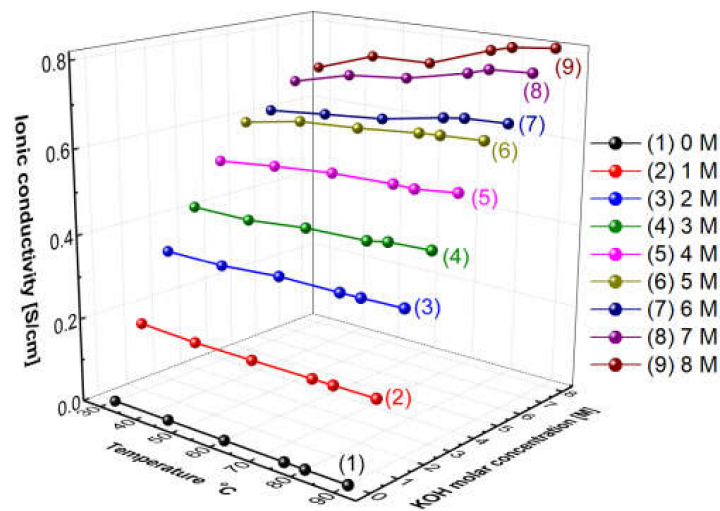 0.8
0.6
0.4
0.2
0.0
Ionic conductivity [S/cm]
30
40
50
60
70
80
90
Temperature °C
0
1
2
3
4
5
6
7
8
KOH molar concentration [M]
(1)
(2)
(3)
(4)
(5)
(6)
(7)
(8)
(9)
(1) 0 M
(2) 1 M
(3) 2 M
(4) 3 M
(5) 4 M
(6) 5 M
(7) 6 M
(8) 7 M
(9) 8 M